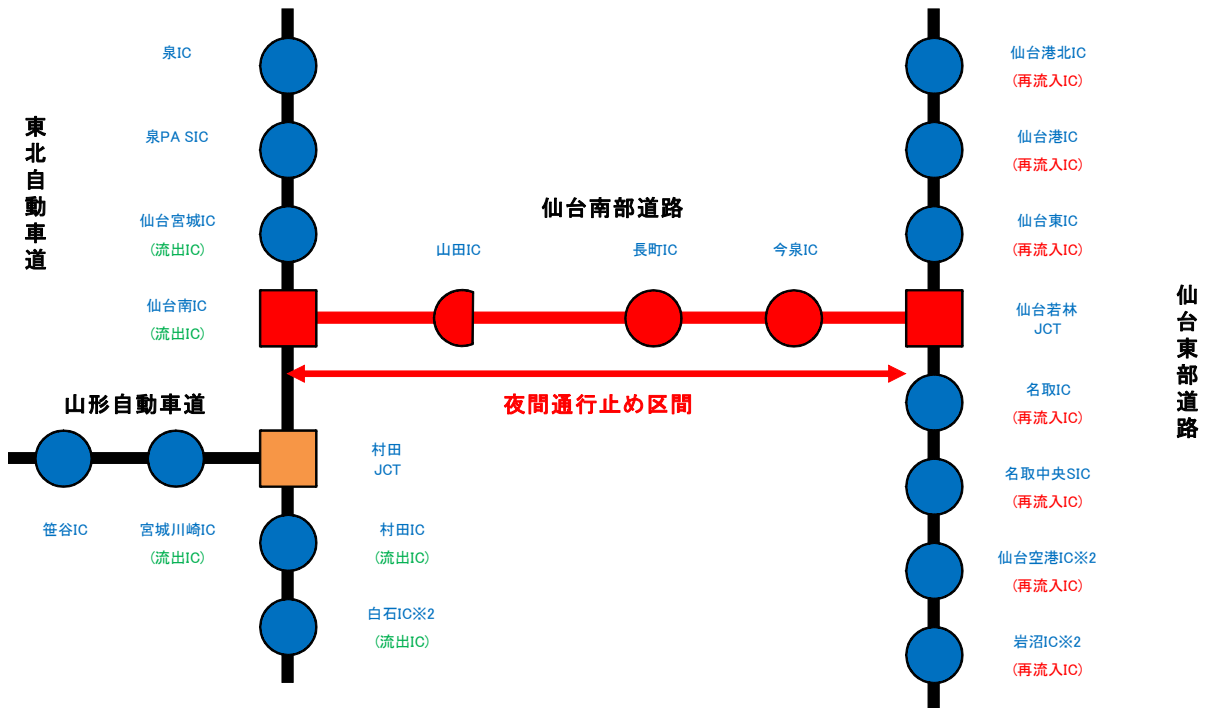 東北自動車道
泉IC
泉PA SIC
仙台宮城IC
(流出IC)
仙台南IC
(流出IC)
仙台南部道路
山田IC
長町IC
今泉IC
夜間通行止め区間
山形自動車道
笹谷IC
宮城川崎IC
(流出IC)
村田
JCT
村田IC
(流出IC)
白石IC※2
(流出IC)
仙台港北IC
(再流入IC)
仙台港IC
(再流入IC)
仙台東IC
(再流入IC)
仙台若林
JCT
名取IC
(再流入IC)
名取中央SIC
(再流入IC)
仙台空港IC※2
(再流入IC)
岩沼IC※2
(再流入IC)
仙台東部道路